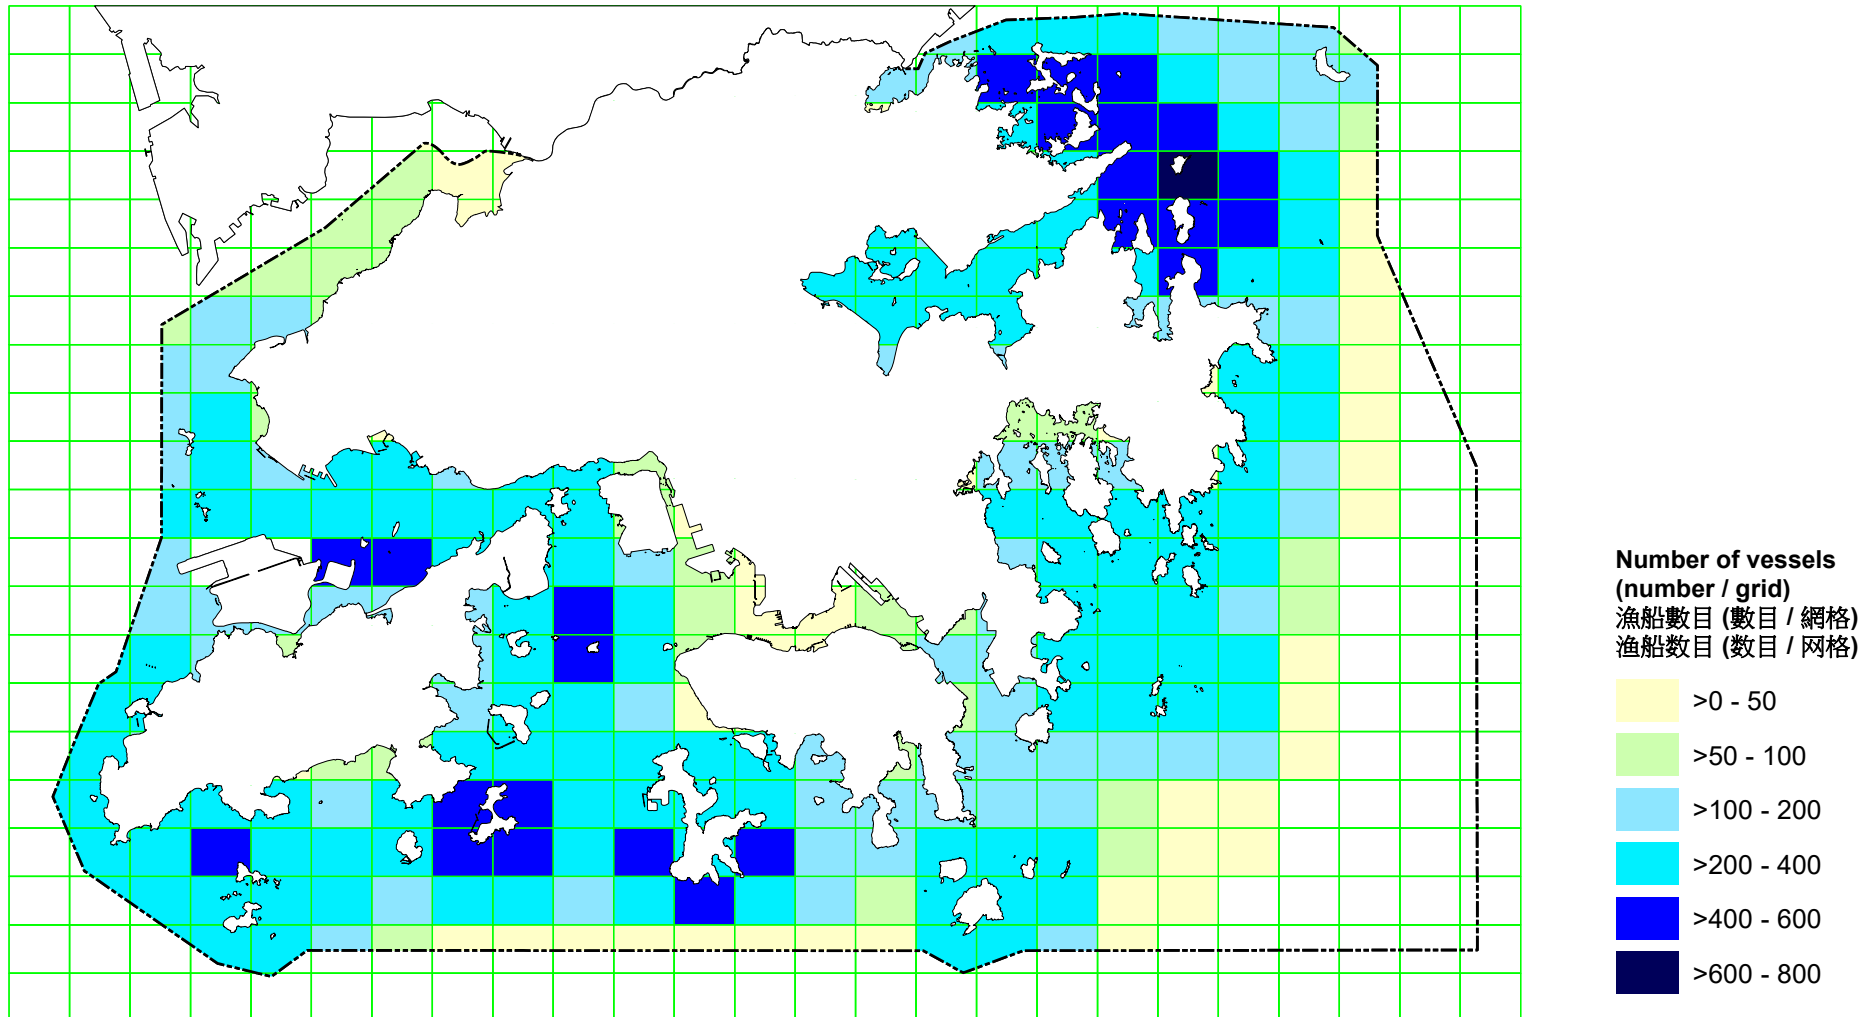 Number of vessels
(number / grid)
漁船數目 (數目 / 網格)
渔船数目 (数目 / 网格)
>0 - 50
>50 - 100
>100 - 200
>200 - 400
>400 - 600
>600 - 800